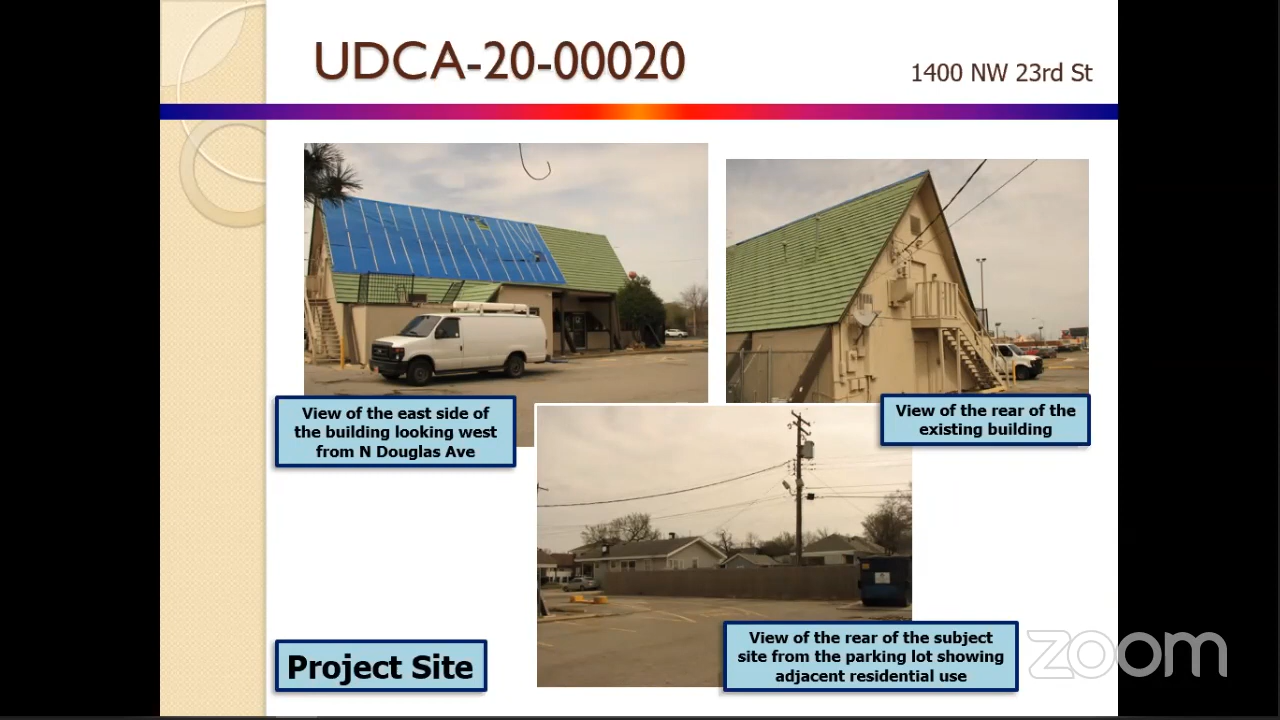 UDCA-20-00020
1400 NW 23rd St
View of the east side of
the building looking west
from N Douglas Ave
View of the rear of the
existing building
View of the rear of the subject
site from the parking lot showing
adjacent residential use
Project Site
zoom